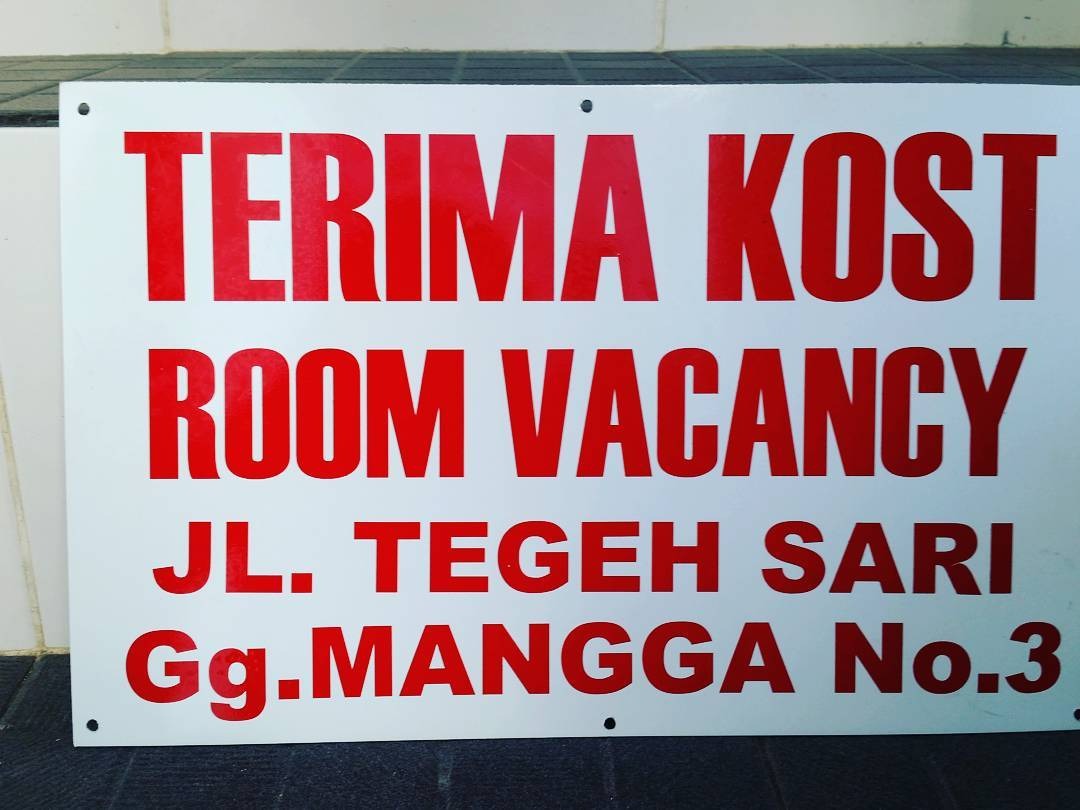 TERIMA KOST
ROOM VACANCY
JL. TEGEH SARI
Gg.MANGGA No.3